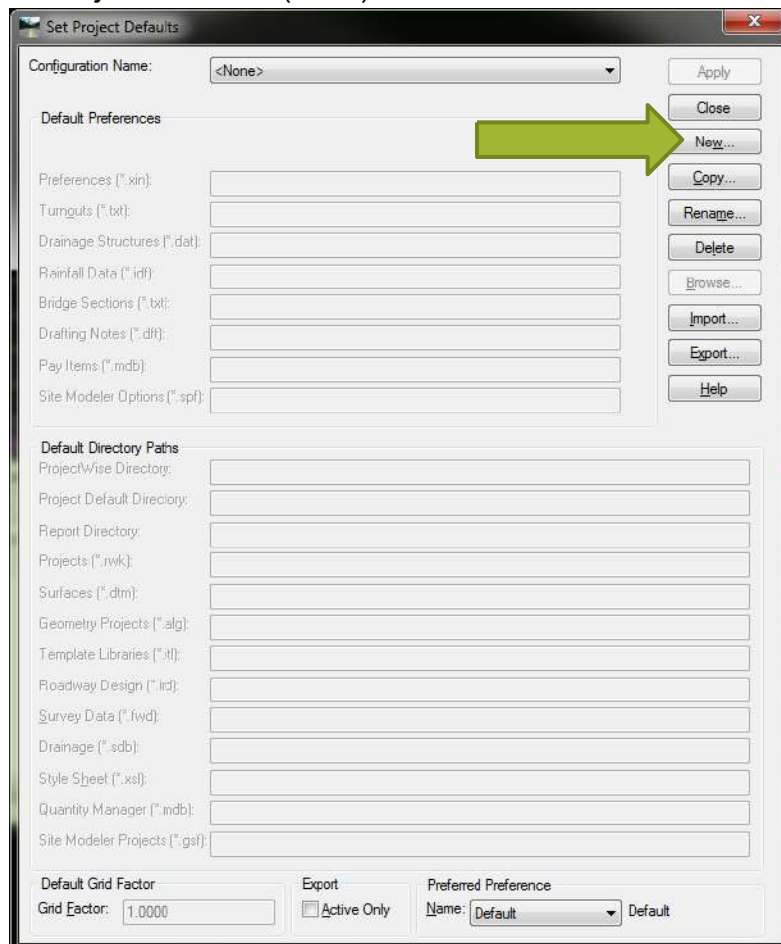 Set Project Defaults
Configuration Name: <None>
Apply
Close
Default Preferences
New...
Preferences (*.xin):
Copy...
Turnouts (*.txt):
Rename...
Drainage Structures (*.dat):
Delete
Rainfall Data (*.idf):
Browse...
Bridge Sections (*.txt):
Import...
Drafting Notes (*.dft):
Export...
Pay Items (*.mdb):
Help
Site Modeler Options (*.spf):
Default Directory Paths
ProjectWise Directory:
Project Default Directory:
Report Directory:
Projects (*.rwk):
Surfaces (*.dtm):
Geometry Projects (*.alg):
Template Libraries (*.itl):
Roadway Design (*.ird):
Survey Data (*.fwd):
Drainage (*.sdb):
Style Sheet (*.xsl):
Quantity Manager (*.mdb):
Site Modeler Projects (*.gsf):
Default Grid Factor
Export
Preferred Preference
Grid Factor: 1.0000
Active Only
Name: Default
Default